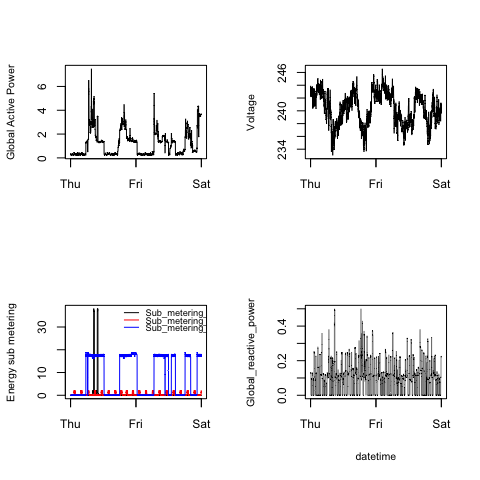 Global Active Power
0 2 4 6
Thu Fri Sat
Voltage
234 240 246
Thu Fri Sat
Energy sub metering
0 10 30
Sub_metering_
Sub_metering_
Sub_metering_
Thu Fri Sat
Global_reactive_power
0.0 0.2 0.4
Thu Fri Sat
datetime